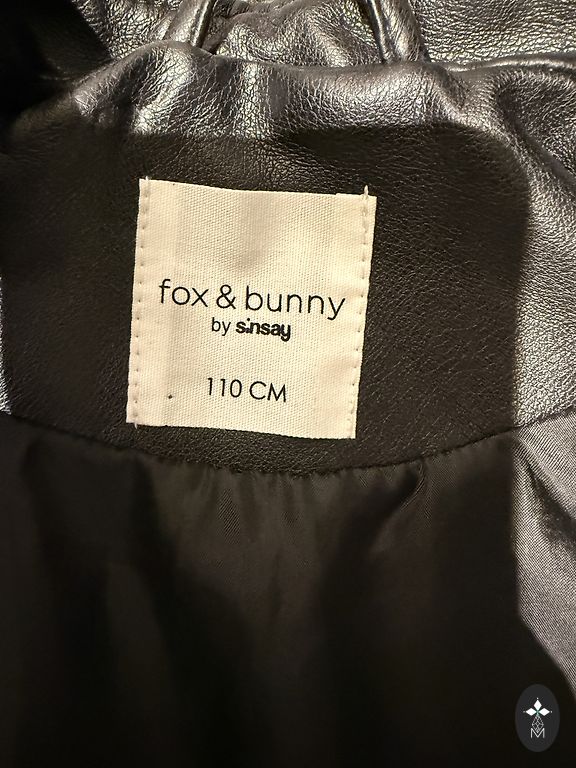 fox & bunny
by sinsay
110 CM
M